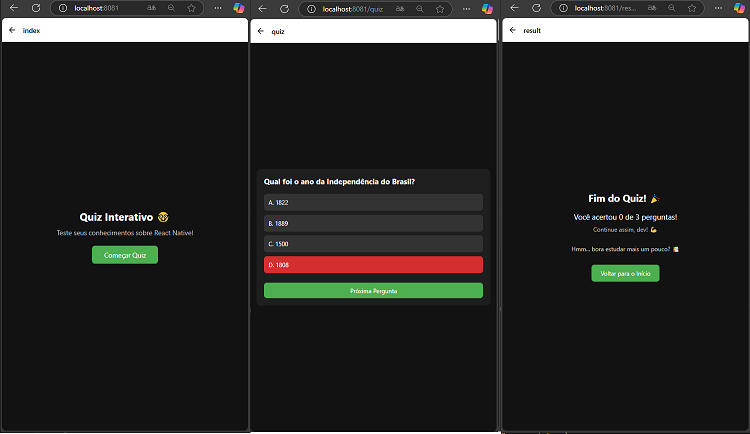 localhost:8081
index
Quiz Interativo 🤓
Teste seus conhecimentos sobre React Native!
Começar Quiz
localhost:8081/quiz
quiz
Qual foi o ano da Independência do Brasil?
A. 1822
B. 1889
C. 1500
D. 1808
Próxima Pergunta
localhost:8081/res...
result
Fim do Quiz! 🎉
Você acertou 0 de 3 perguntas!
Continue assim, dev! 💪
Hmm... bora estudar mais um pouco? 📚
Voltar para o Início